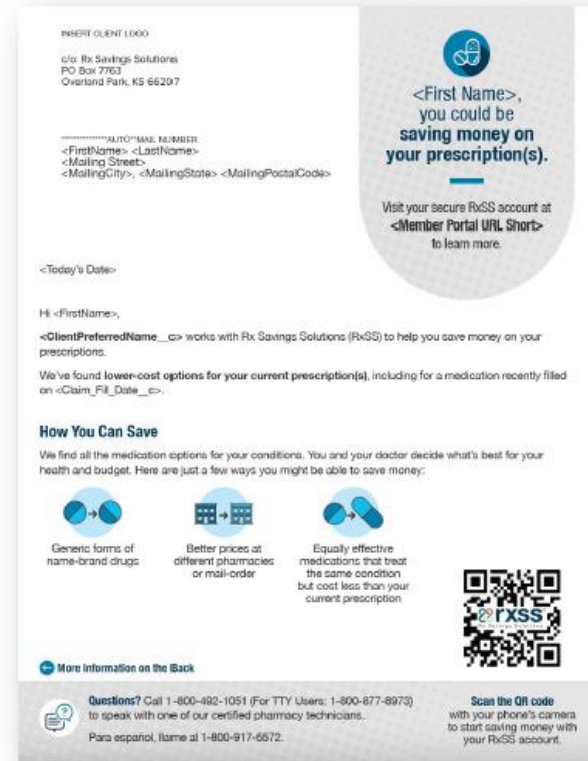 INSERT CLIENT LOGO
c/o: Rx Savings Solutions
PO Box 7763
Overland Park, KS 66207
**************AUTO**MAIL NUMBER
<FirstName> <LastName>
<Mailing Street>
<MailingCity>, <MailingState> <MailingPostalCode>
<First Name>,
you could be
saving money on
your prescription(s).
Visit your secure RxSS account at
<Member Portal URL Short>
to learn more.
<Today's Date>
Hi <FirstName>,
<ClientPreferredName__c> works with Rx Savings Solutions (RxSS) to help you save money on your
prescriptions.
We've found lower-cost options for your current prescription(s), including for a medication recently filled
on <Claim_Fill_Date__c>.
How You Can Save
We find all the medication options for your conditions. You and your doctor decide what's best for your
health and budget. Here are just a few ways you might be able to save money:
Generic forms of
name-brand drugs
Better prices at
different pharmacies
or mail-order
Equally effective
medications that treat
the same condition
but cost less than your
current prescription
rxss
Rx Savings Solutions
More Information on the Back
Questions? Call 1-800-492-1051 (For TTY Users: 1-800-877-8973)
to speak with one of our certified pharmacy technicians.
Para español, llame al 1-800-917-6572.
Scan the QR code
with your phone's camera
to start saving money with
your RxSS account.